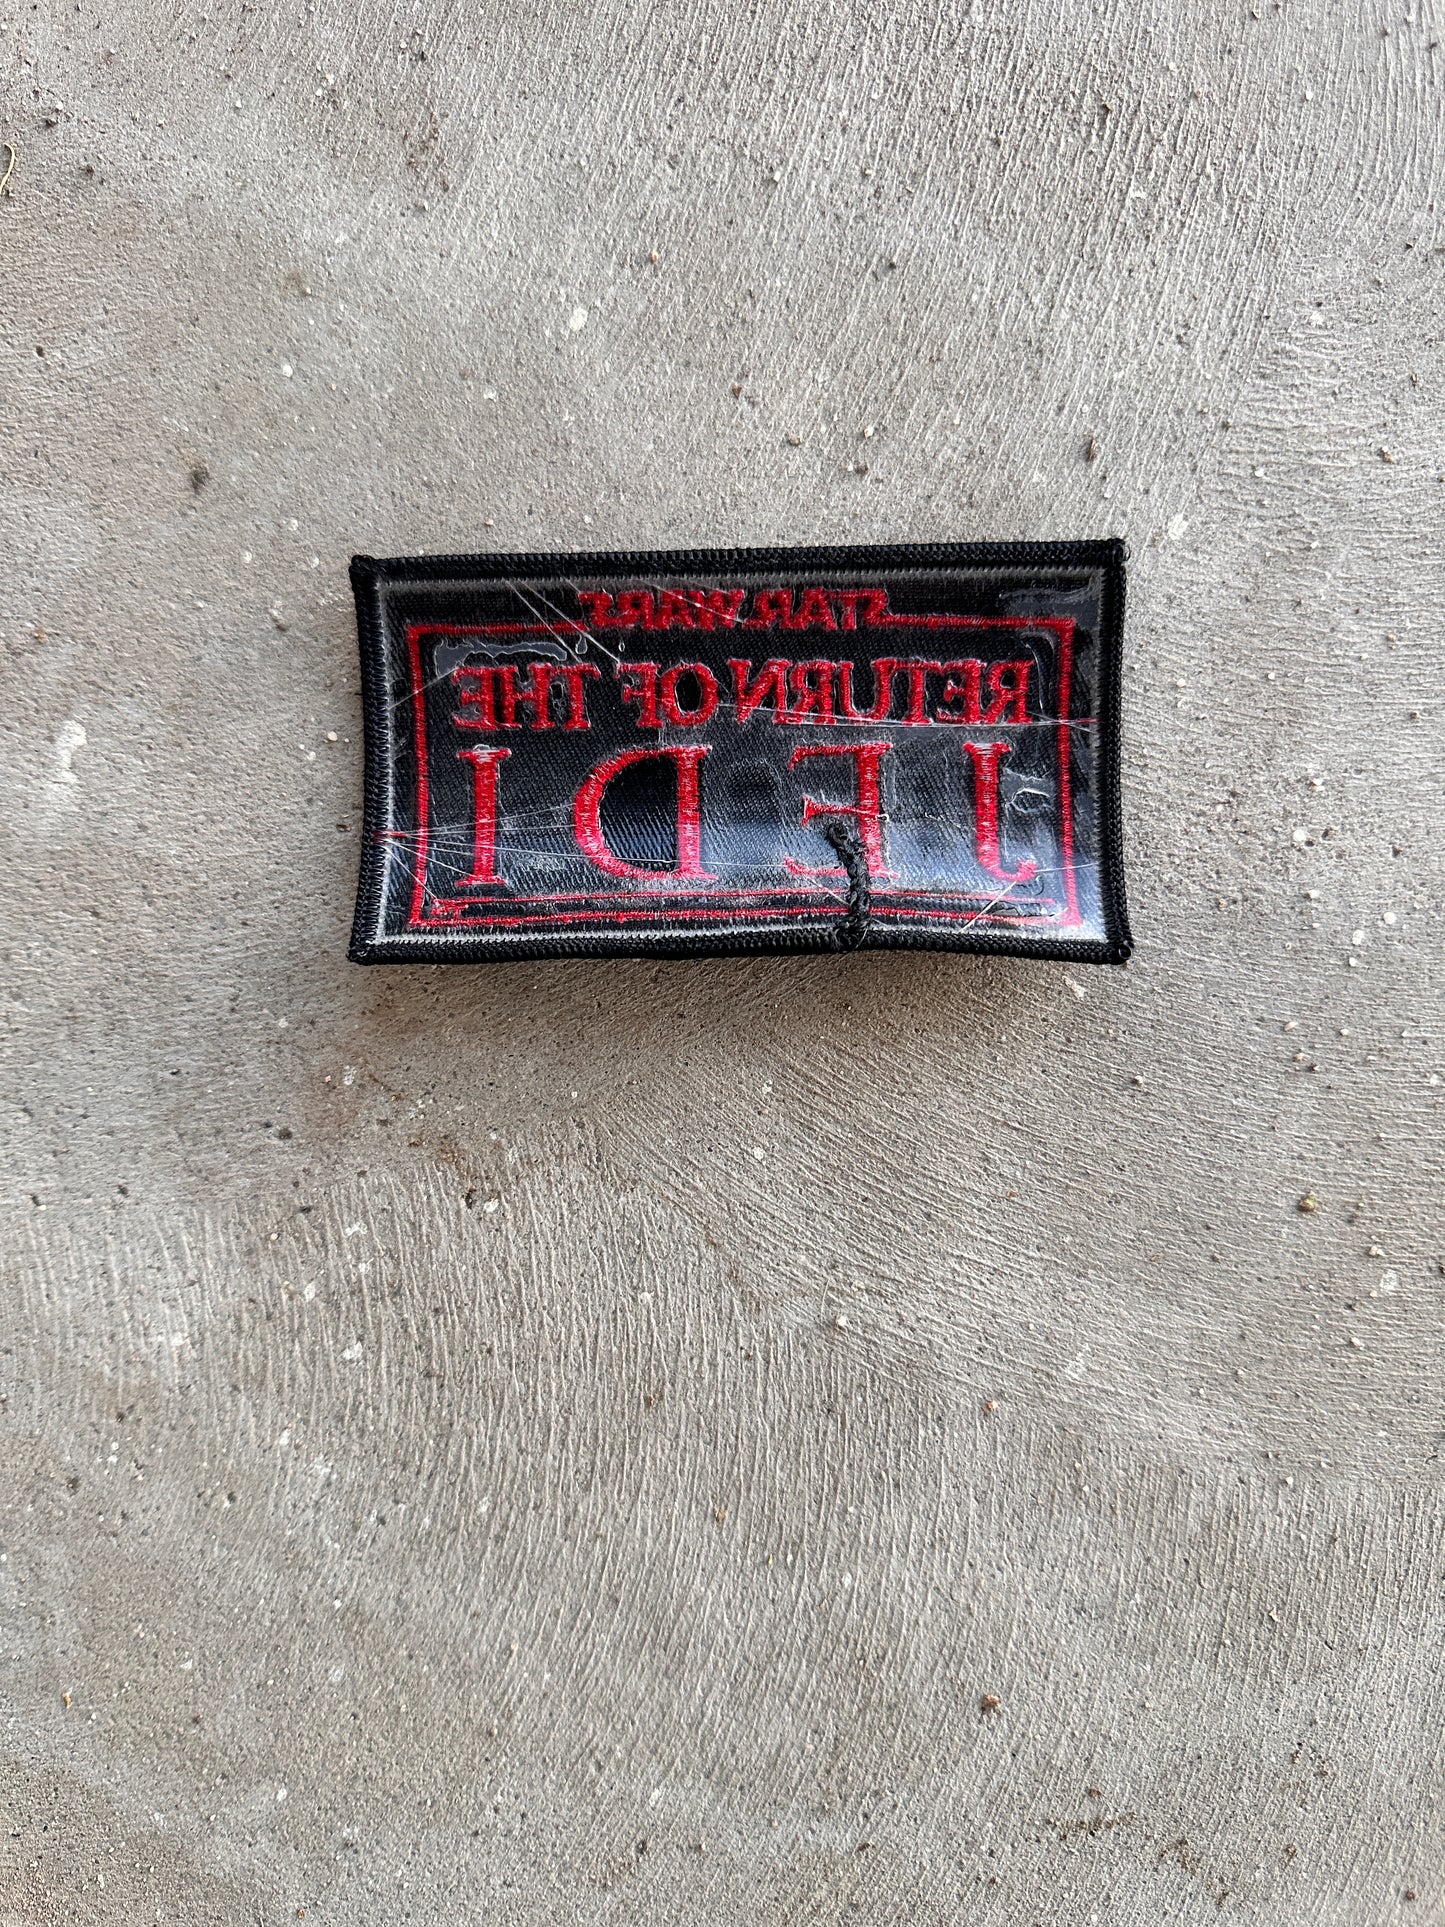 STAR WARS
RETURN OF THE
JEDI